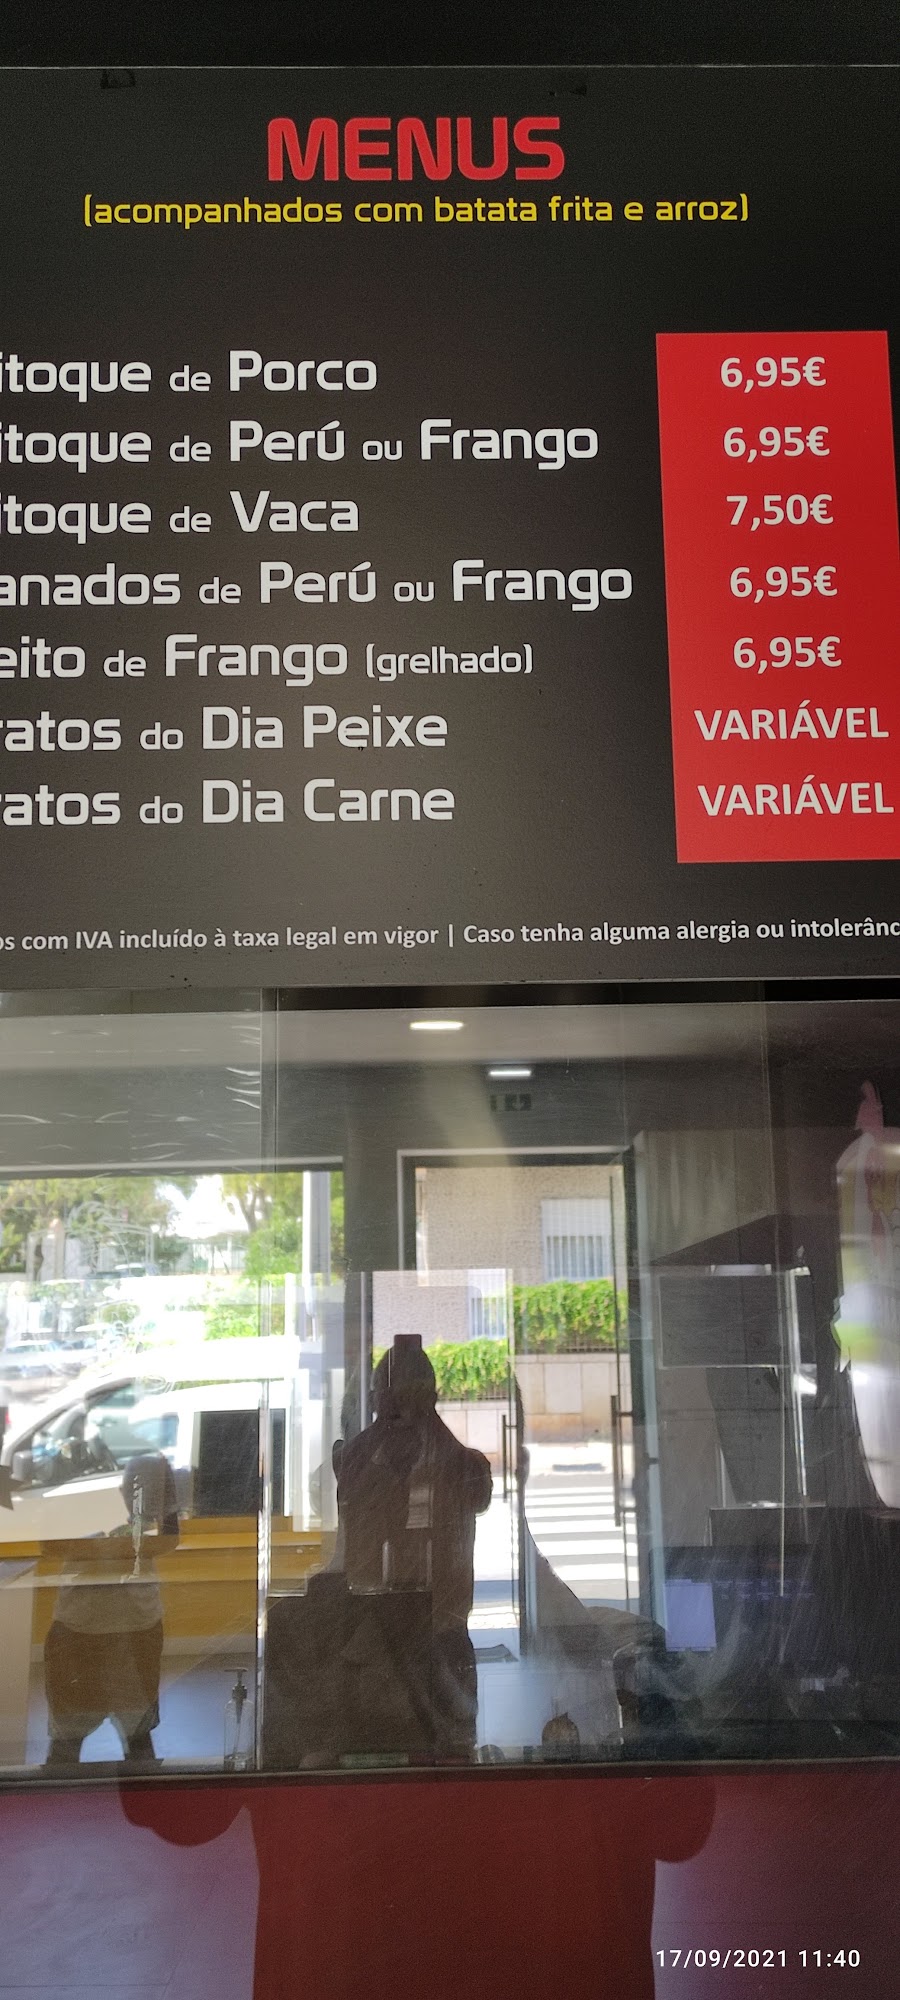 MENUS
(acompanhados com batata frita e arroz)
itoque de Porco 6,95€
itoque de Perú ou Frango 6,95€
itoque de Vaca 7,50€
anados de Perú ou Frango 6,95€
eito de Frango (grelhado) 6,95€
ratos do Dia Peixe VARIÁVEL
ratos do Dia Carne VARIÁVEL
os com IVA incluído à taxa legal em vigor | Caso tenha alguma alergia ou intolerânc
17/09/2021 11:40